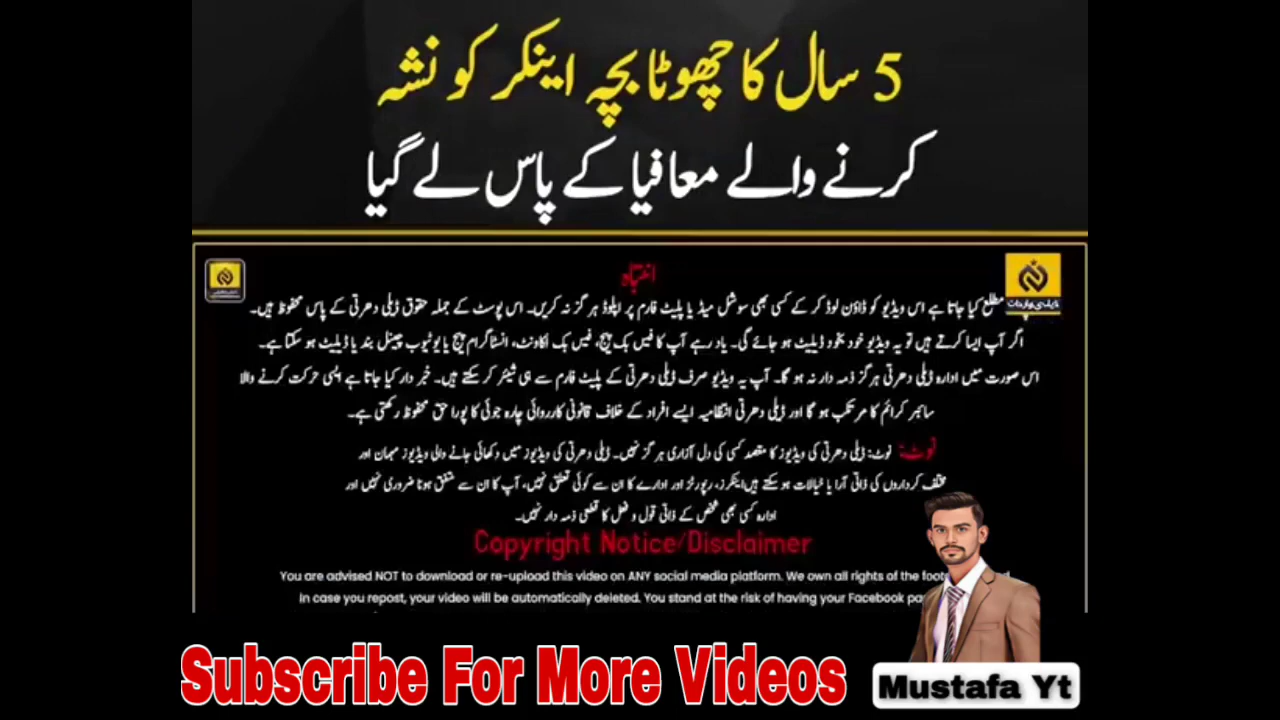 5 سال کا چھوٹا بچہ اینکر کو نشہ
کرنے والے معافیا کے پاس لے گیا
انتباہ
مطلع کیا جاتا ہے اس ویڈیو کو ڈاؤن لوڈ کر کے کسی بھی سوشل میڈیا پلیٹ فارم پر اپلوڈ ہرگز نہ کریں۔ اس پوسٹ کے جملہ حقوق ڈیلی دھرتی کے پاس محفوظ ہیں۔
اگر آپ ایسا کرتے ہیں تو یہ ویڈیو خود بخود ڈیلیٹ ہو جائے گی۔ یاد رہے آپ کا فیس بک پیج، فیس بک اکاونٹ، انسٹاگرام پیج یا یوٹیوب چینل بند یا ڈیلیٹ ہو سکتا ہے۔
اس صورت میں ادارہ ڈیلی دھرتی ہرگز ذمہ دار نہ ہو گا۔ آپ یہ ویڈیو صرف ڈیلی دھرتی کے پلیٹ فارم سے ہی شیئر کر سکتے ہیں۔ خبر دار کیا جاتا ہے ایسی حرکت کرنے والا
سائبر کرائم کا مرتکب ہو گا اور ڈیلی دھرتی انتظامیہ ایسے افراد کے خلاف قانونی کارروائی چارہ جوئی کا پورا حق محفوظ رکھتی ہے۔
نوٹ: نوٹ: ڈیلی دھرتی کی ویڈیوز کا مقصد کسی کی دل آزاری ہرگز نہیں۔ ڈیلی دھرتی کی ویڈیوز میں دکھائی جانے والی ویڈیوز مہمان اور
مختلف کرداروں کی ذاتی آرا یا خیالات ہو سکتے ہیں اینکرز، رپورٹرز اور ادارے کا ان سے کوئی تعلق نہیں، آپ کا ان سے متفق ہونا ضروری نہیں اور
ادارہ کسی بھی شخص کے ذاتی قول و فعل کا قطعی ذمہ دار نہیں۔
Copyright Notice/Disclaimer
You are advised NOT to download or re-upload this video on ANY social media platform. We own all rights of the
In case you repost, your video will be automatically deleted. You stand at the risk of having your Facebook
Subscribe For More Videos
Mustafa Yt